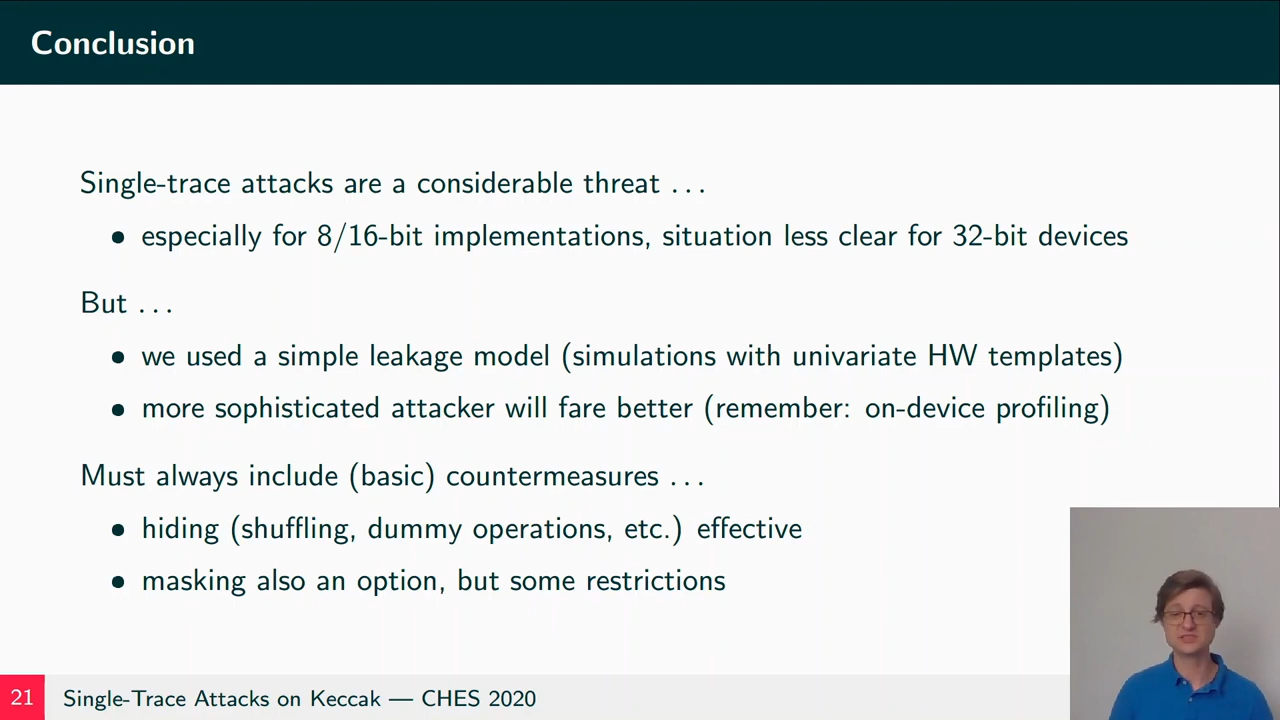 Conclusion
Single-trace attacks are a considerable threat ...
• especially for 8/16-bit implementations, situation less clear for 32-bit devices
But ...
• we used a simple leakage model (simulations with univariate HW templates)
• more sophisticated attacker will fare better (remember: on-device profiling)
Must always include (basic) countermeasures ...
• hiding (shuffling, dummy operations, etc.) effective
• masking also an option, but some restrictions
21 Single-Trace Attacks on Keccak — CHES 2020